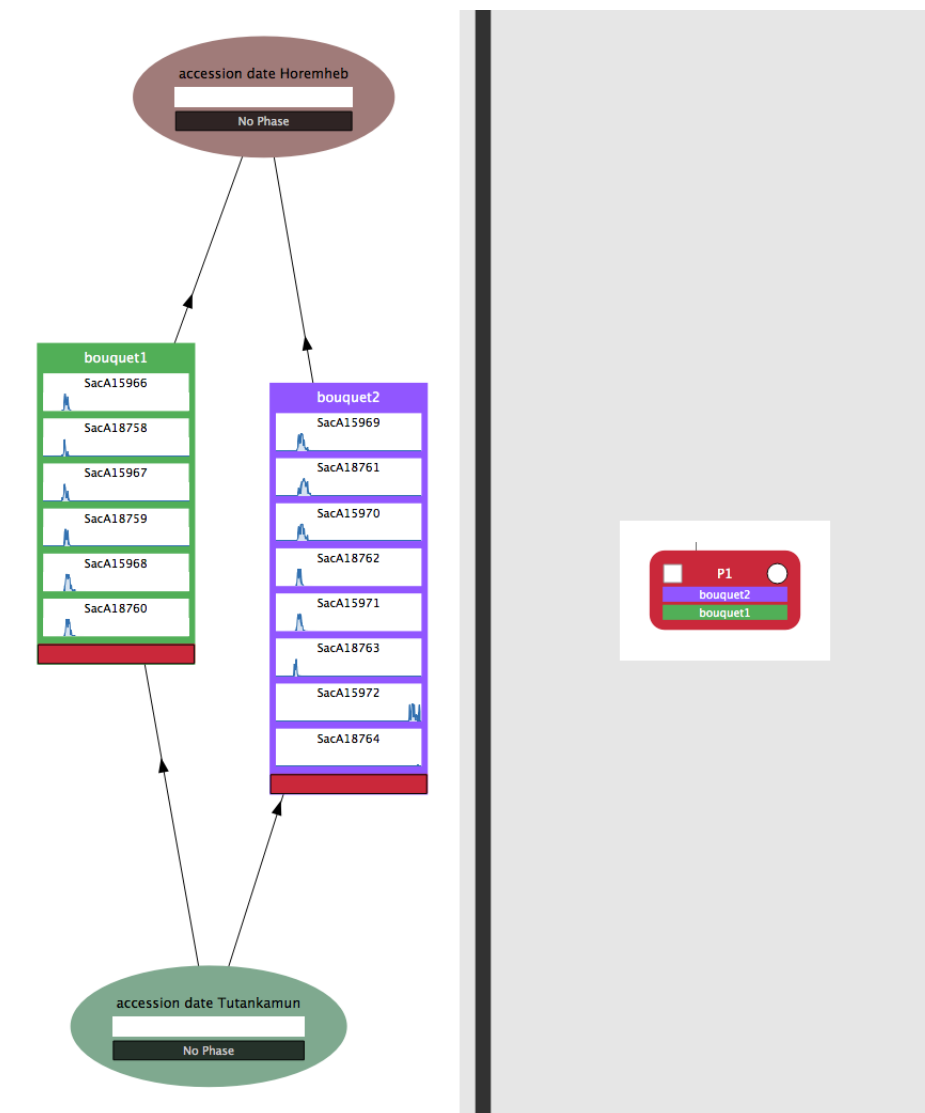 accession date Horemheb
No Phase
bouquet1
SacA15966
SacA18758
SacA15967
SacA18759
SacA15968
SacA18760
bouquet2
SacA15969
SacA18761
SacA15970
SacA18762
SacA15971
SacA18763
SacA15972
SacA18764
accession date Tutankamun
No Phase
P1
bouquet2
bouquet1